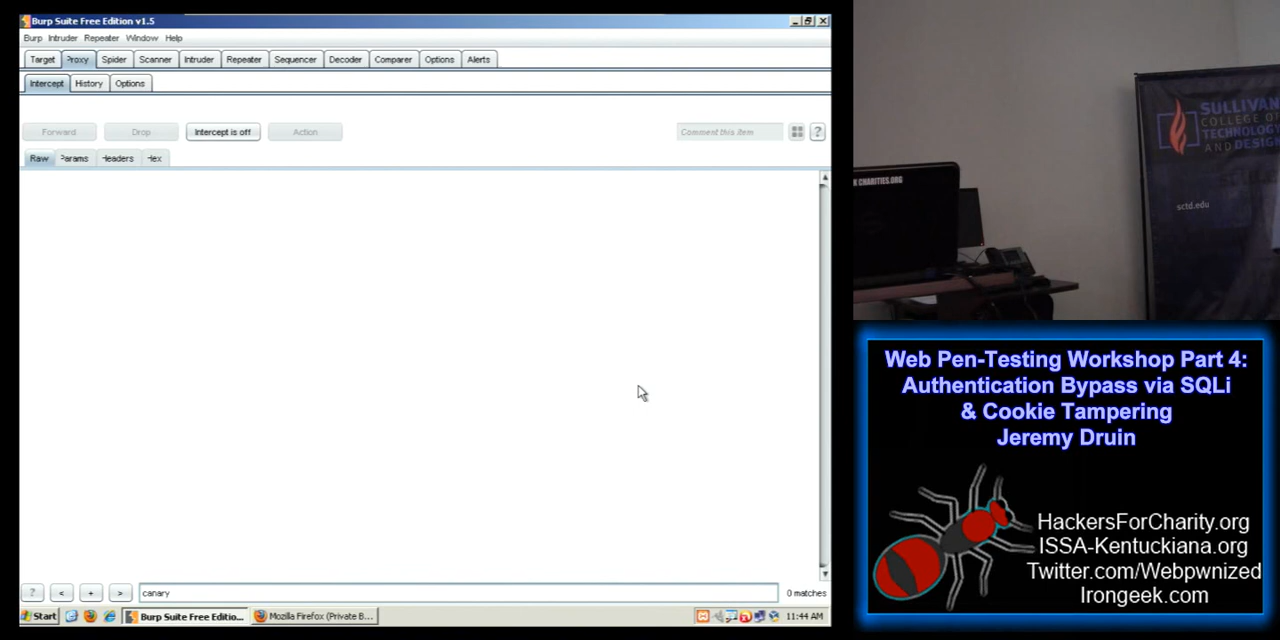 Burp Suite Free Edition v1.5
Burp Intruder Repeater Window Help
Target Proxy Spider Scanner Intruder Repeater Sequencer Decoder Comparer Options Alerts
Intercept History Options
Forward Drop Intercept is off Action Comment this item ?
Raw Params Headers Hex
? < + > canary 0 matches
Start Burp Suite Free Editio... Mozilla Firefox (Private B... 11:44 AM
K CHARITIES.ORG
SULLIVAN
COLLEGE OF
TECHNOLOGY
AND DESIGN
sctd.edu
Web Pen-Testing Workshop Part 4:
Authentication Bypass via SQLi
& Cookie Tampering
Jeremy Druin
HackersForCharity.org
ISSA-Kentuckiana.org
Twitter.com/Webpwnized
Irongeek.com